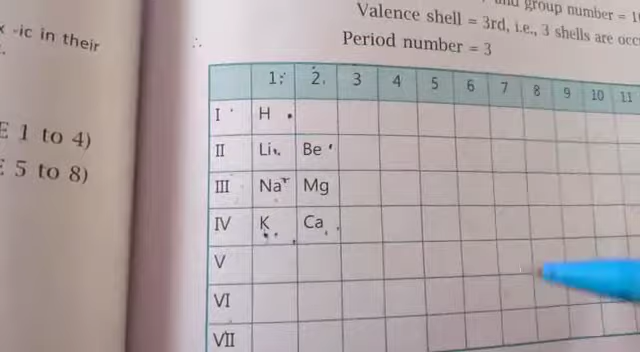 -ic in their
1 to 4)
5 to 8)
and group number = 1
Valence shell = 3rd, i.e., 3 shells are occ
∴ Period number = 3
1 2 3 4 5 6 7 8 9 10 11
I H
II Li Be
III Na Mg
IV K Ca
V
VI
VII